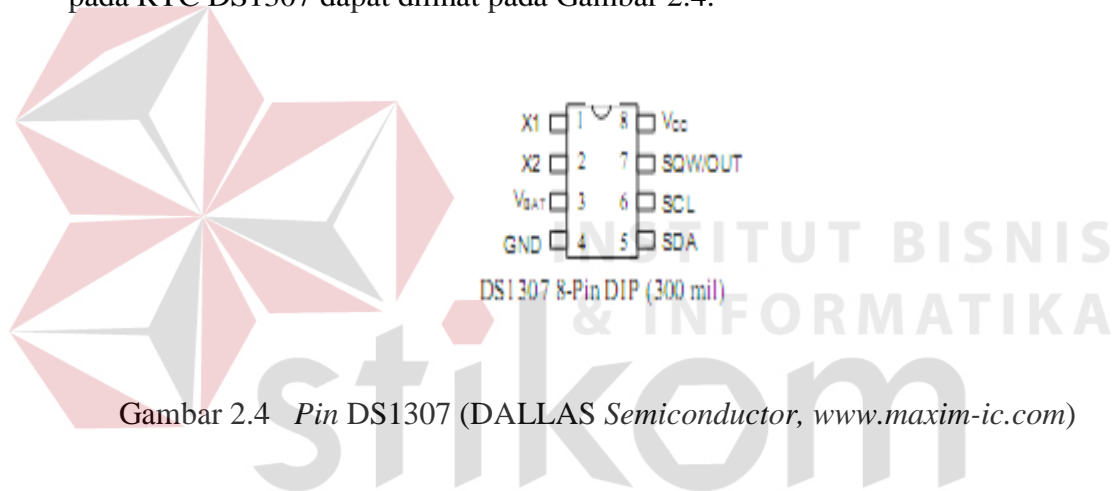 pada RTC DS1307 dapat dilihat pada Gambar 2.4.
X1 1 8 VCC
X2 2 7 SQW/OUT
VBAT 3 6 SCL
GND 4 5 SDA
DS1307 8-Pin DIP (300 mil)
INSTITUT BISNIS
& INFORMATIKA
stikom
Gambar 2.4 Pin DS1307 (DALLAS Semiconductor, www.maxim-ic.com)